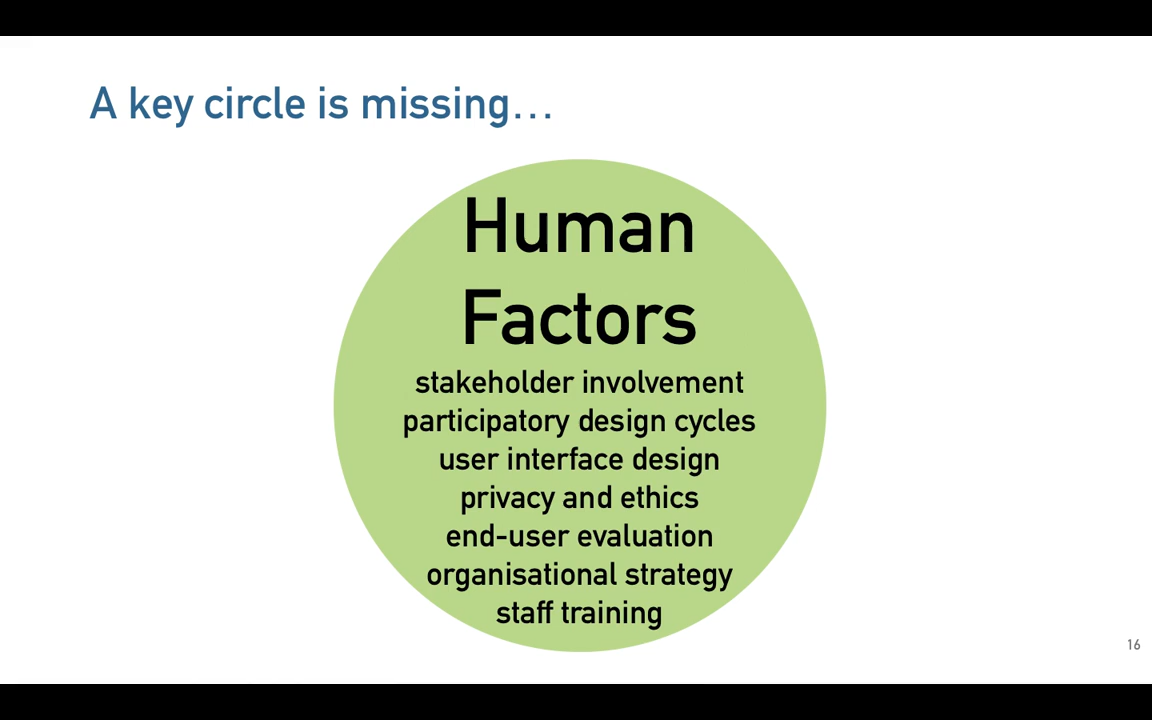 A key circle is missing…
Human
Factors
stakeholder involvement
participatory design cycles
user interface design
privacy and ethics
end-user evaluation
organisational strategy
staff training
16